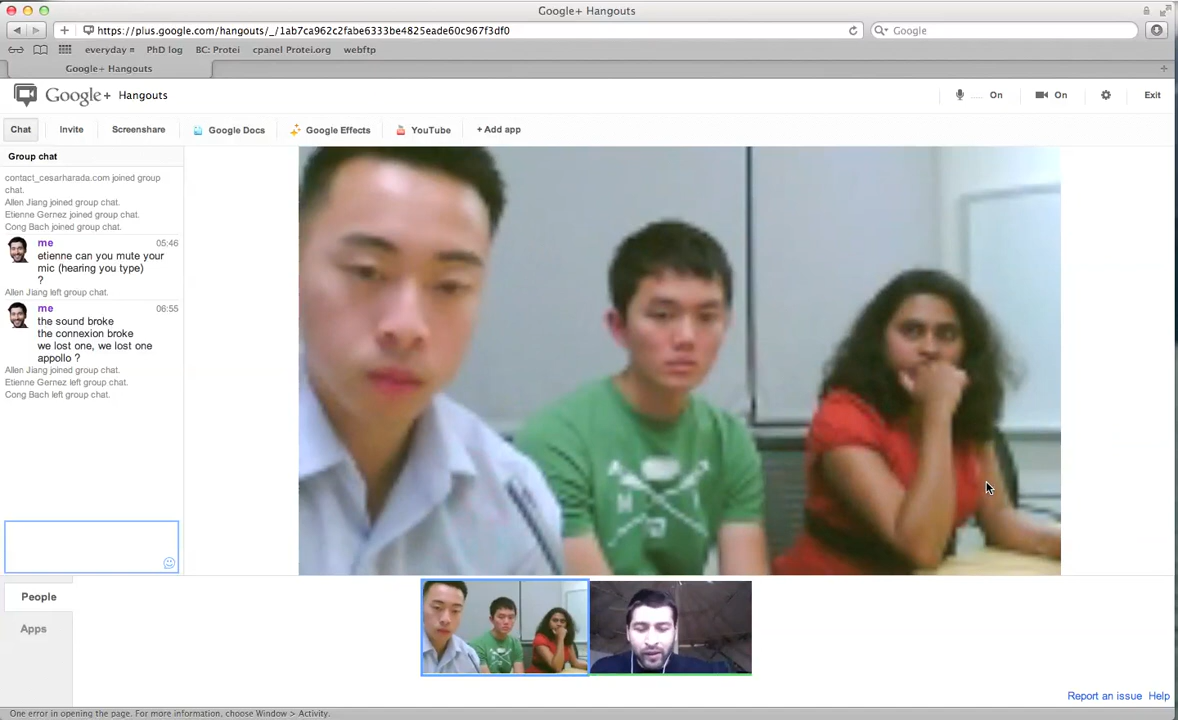 Google+ Hangouts
https://plus.google.com/hangouts/_/1ab7ca962c2fabe6333be4825eade60c967f3df0
Google
everyday
PhD log
BC: Protei
cpanel Protei.org
webftp
Google+ Hangouts
Google+ Hangouts
On
On
Exit
Chat
Invite
Screenshare
Google Docs
Google Effects
YouTube
+ Add app
Group chat
contact_cesarharada.com joined group
chat.
Allen Jiang joined group chat.
Etienne Gernez joined group chat.
Cong Bach joined group chat.
me 05:46
etienne can you mute your
mic (hearing you type)
?
Allen Jiang left group chat.
me 06:55
the sound broke
the connexion broke
we lost one, we lost one
appollo ?
Allen Jiang joined group chat.
Etienne Gernez left group chat.
Cong Bach left group chat.
People
Apps
Report an issue Help
One error in opening the page. For more information, choose Window > Activity.